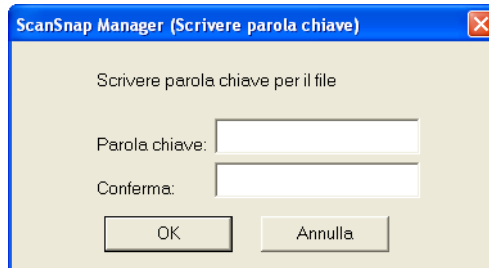 ScanSnap Manager (Scrivere parola chiave)
Scrivere parola chiave per il file
Parola chiave:
Conferma:
OK Annulla